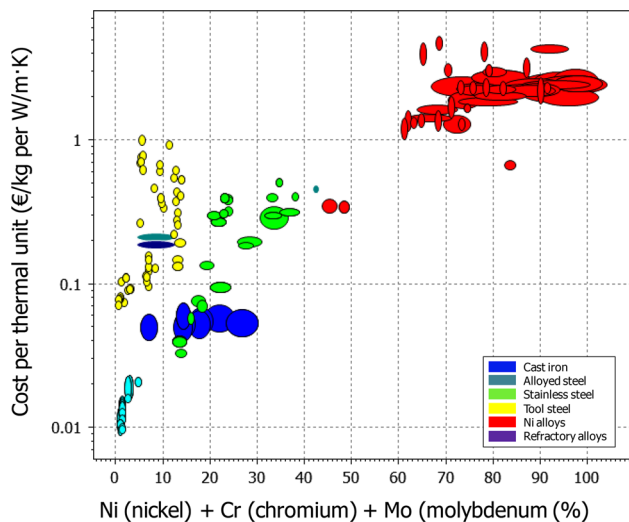 Cost per thermal unit (€/kg per W/m·K)
1
0.1
0.01
Cast iron
Alloyed steel
Stainless steel
Tool steel
Ni alloys
Refractory alloys
0 10 20 30 40 50 60 70 80 90 100
Ni (nickel) + Cr (chromium) + Mo (molybdenum (%)